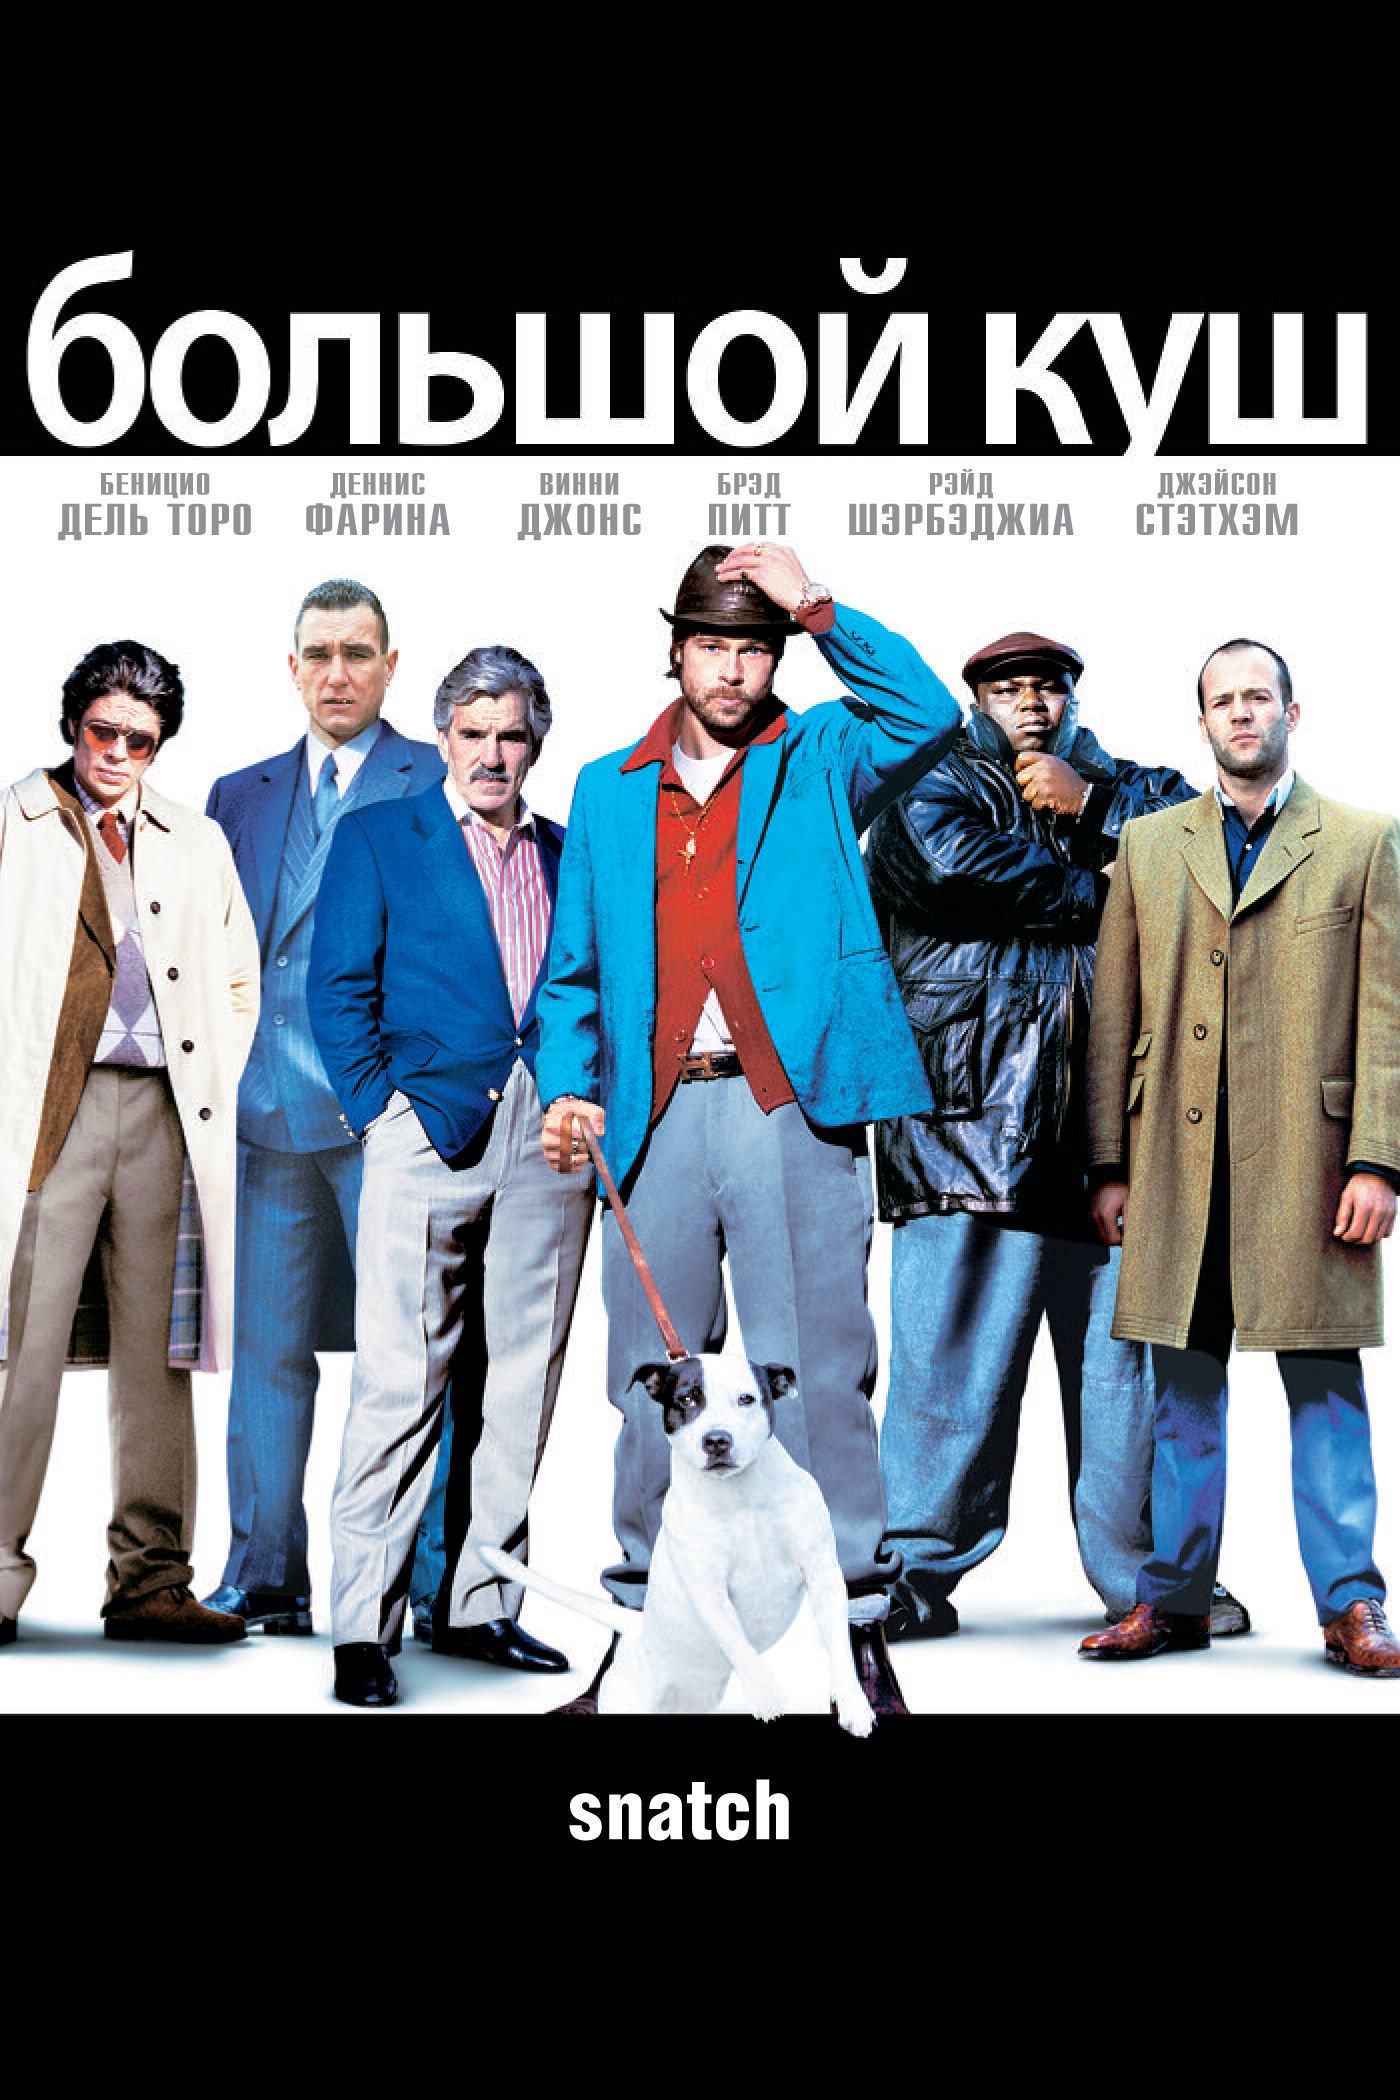 большой куш
БЕНИЦИО ДЕННИС ВИННИ БРЭД РЭЙД ДЖЭЙСОН
ДЕЛЬ ТОРО ФАРИНА ДЖОНС ПИТТ ШЭРБЭДЖИА СТЭТХЭМ
snatch